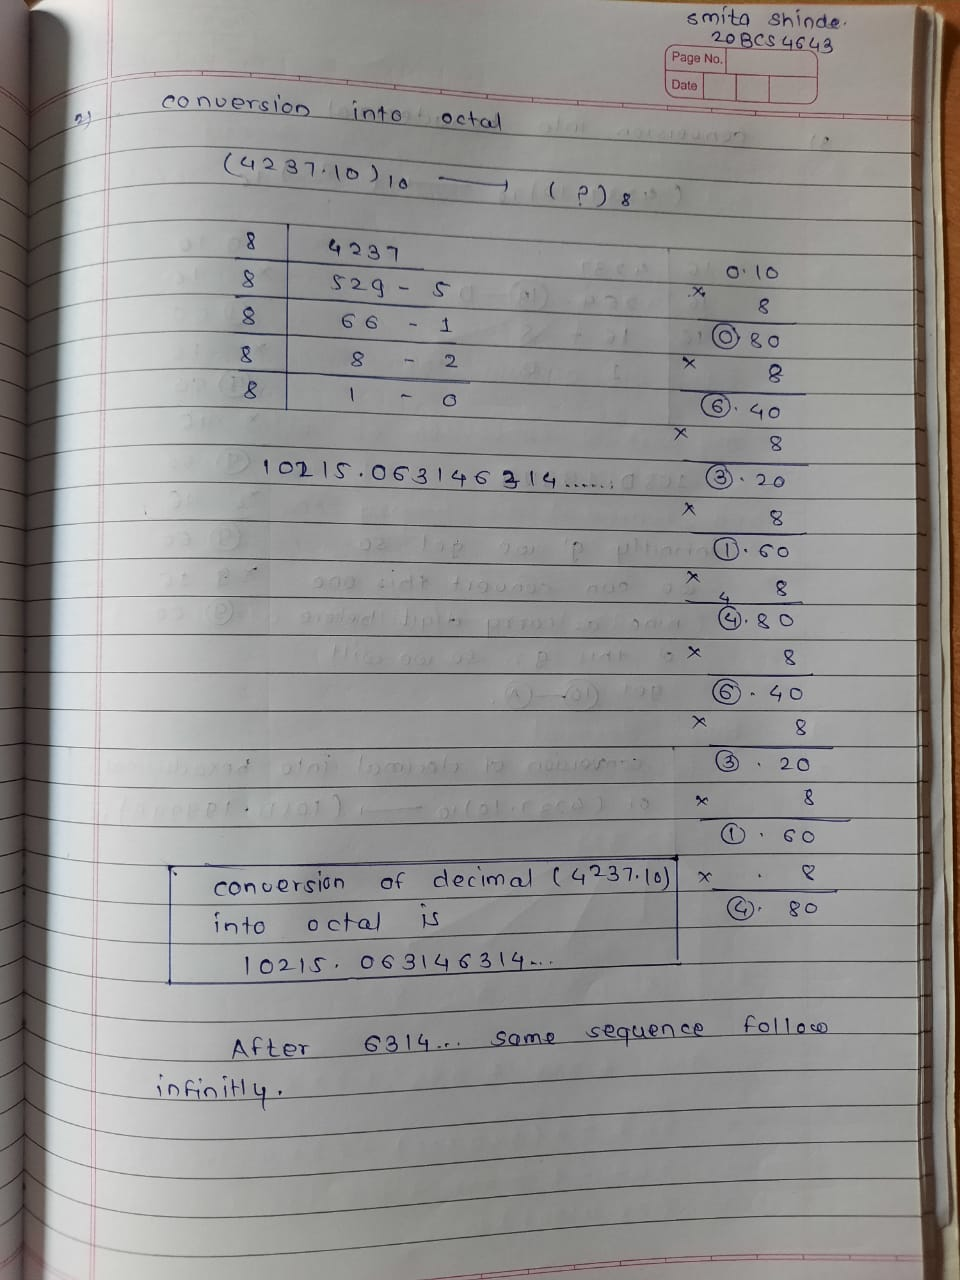 smita shinde.
20BCS4643
Page No.
Date
2) conversion into octal
(4237.10)10 ⟶ (?)8
8 | 4237
8 | 529 - 5
8 | 66 - 1
8 | 8 - 2
8 | 1 - 0
0.10
× 8
0.80
× 8
6.40
× 8
3.20
× 8
1.60
× 4 8
4.80
× 8
6.40
× 8
3.20
× 8
1.60
× . 8
4.80
10215.063146314......
conversion of decimal (4237.10)
into octal is
10215.063146314...
After 6314... same sequence follow
infinitly.